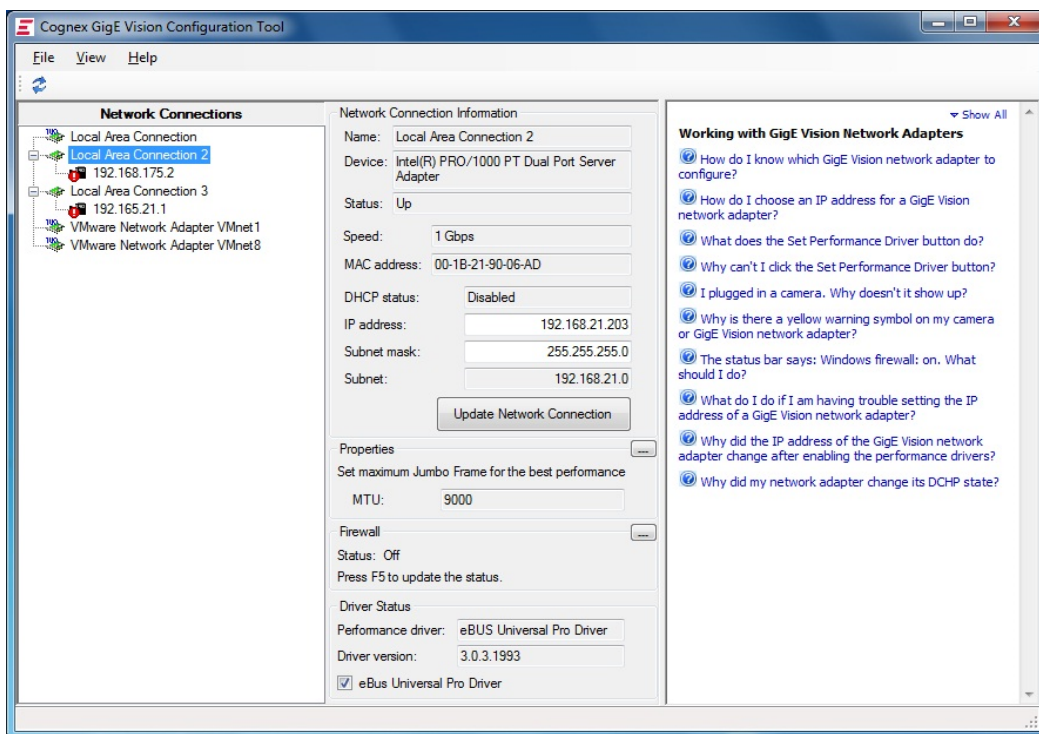 Cognex GigE Vision Configuration Tool
File View Help
Network Connections
Local Area Connection
Local Area Connection 2
192.168.175.2
Local Area Connection 3
192.165.21.1
VMware Network Adapter VMnet1
VMware Network Adapter VMnet8
Network Connection Information
Name: Local Area Connection 2
Device: Intel(R) PRO/1000 PT Dual Port Server
Adapter
Status: Up
Speed: 1 Gbps
MAC address: 00-1B-21-90-06-AD
DHCP status: Disabled
IP address: 192.168.21.203
Subnet mask: 255.255.255.0
Subnet: 192.168.21.0
Update Network Connection
Properties ...
Set maximum Jumbo Frame for the best performance
MTU: 9000
Firewall ...
Status: Off
Press F5 to update the status.
Driver Status
Performance driver: eBUS Universal Pro Driver
Driver version: 3.0.3.1993
eBus Universal Pro Driver
Show All
Working with GigE Vision Network Adapters
How do I know which GigE Vision network adapter to
configure?
How do I choose an IP address for a GigE Vision
network adapter?
What does the Set Performance Driver button do?
Why can't I click the Set Performance Driver button?
I plugged in a camera. Why doesn't it show up?
Why is there a yellow warning symbol on my camera
or GigE Vision network adapter?
The status bar says: Windows firewall: on. What
should I do?
What do I do if I am having trouble setting the IP
address of a GigE Vision network adapter?
Why did the IP address of the GigE Vision network
adapter change after enabling the performance drivers?
Why did my network adapter change its DCHP state?